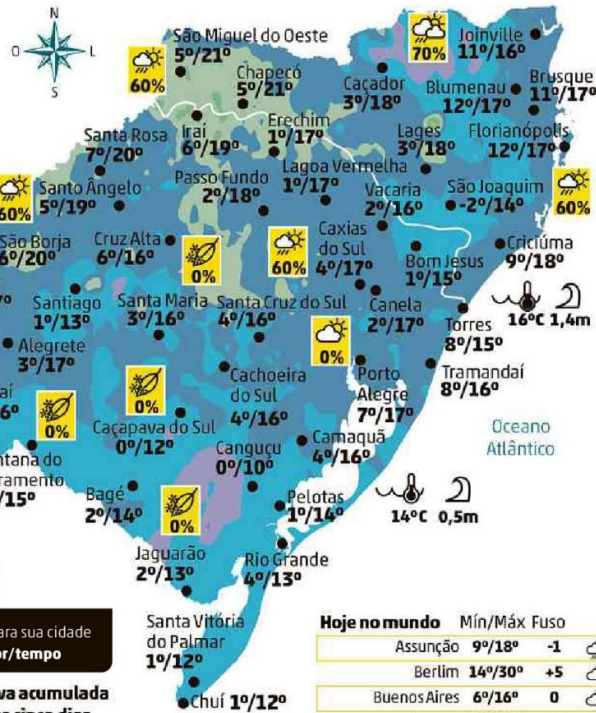 N
O
L
S
São Miguel do Oeste
5º/21º
60%
Chapecó
5º/21º
70%
Joinville
11º/16º
Caçador
3º/18º
Blumenau
12º/17º
Brusque
11º/17º
Santa Rosa
7º/20º
Iraí
6º/19º
Erechim
1º/17º
Lages
3º/18º
Florianópolis
12º/17º
60%
Santo Ângelo
5º/19º
Passo Fundo
2º/18º
Lagoa Vermelha
1º/17º
Vacaria
2º/16º
São Joaquim
-2º/14º
60%
São Borja
6º/20º
Cruz Alta
6º/16º
0%
60%
Caxias
do Sul
4º/17º
Bom Jesus
1º/15º
Criciúma
9º/18º
Santiago
1º/13º
Santa Maria
3º/16º
Santa Cruz do Sul
4º/16º
Canela
2º/17º
Torres
8º/15º
16ºC 1,4m
Alegrete
3º/17º
0%
Cachoeira
do Sul
4º/16º
0%
Porto
Alegre
7º/17º
Tramandaí
8º/16º
Oceano
Atlântico
0%
Caçapava do Sul
0º/12º
Canguçu
0º/10º
Camaquã
4º/16º
/15º
Bagé
2º/14º
0%
Pelotas
1º/14º
14ºC 0,5m
Jaguarão
2º/13º
Rio Grande
4º/13º
Santa Vitória
do Palmar
1º/12º
Chuí 1º/12º
ara sua cidade
or/tempo
va acumulada
Hoje no mundo Mín/Máx Fuso
Assunção 9º/18º -1
Berlim 14º/30º +5
Buenos Aires 6º/16º 0